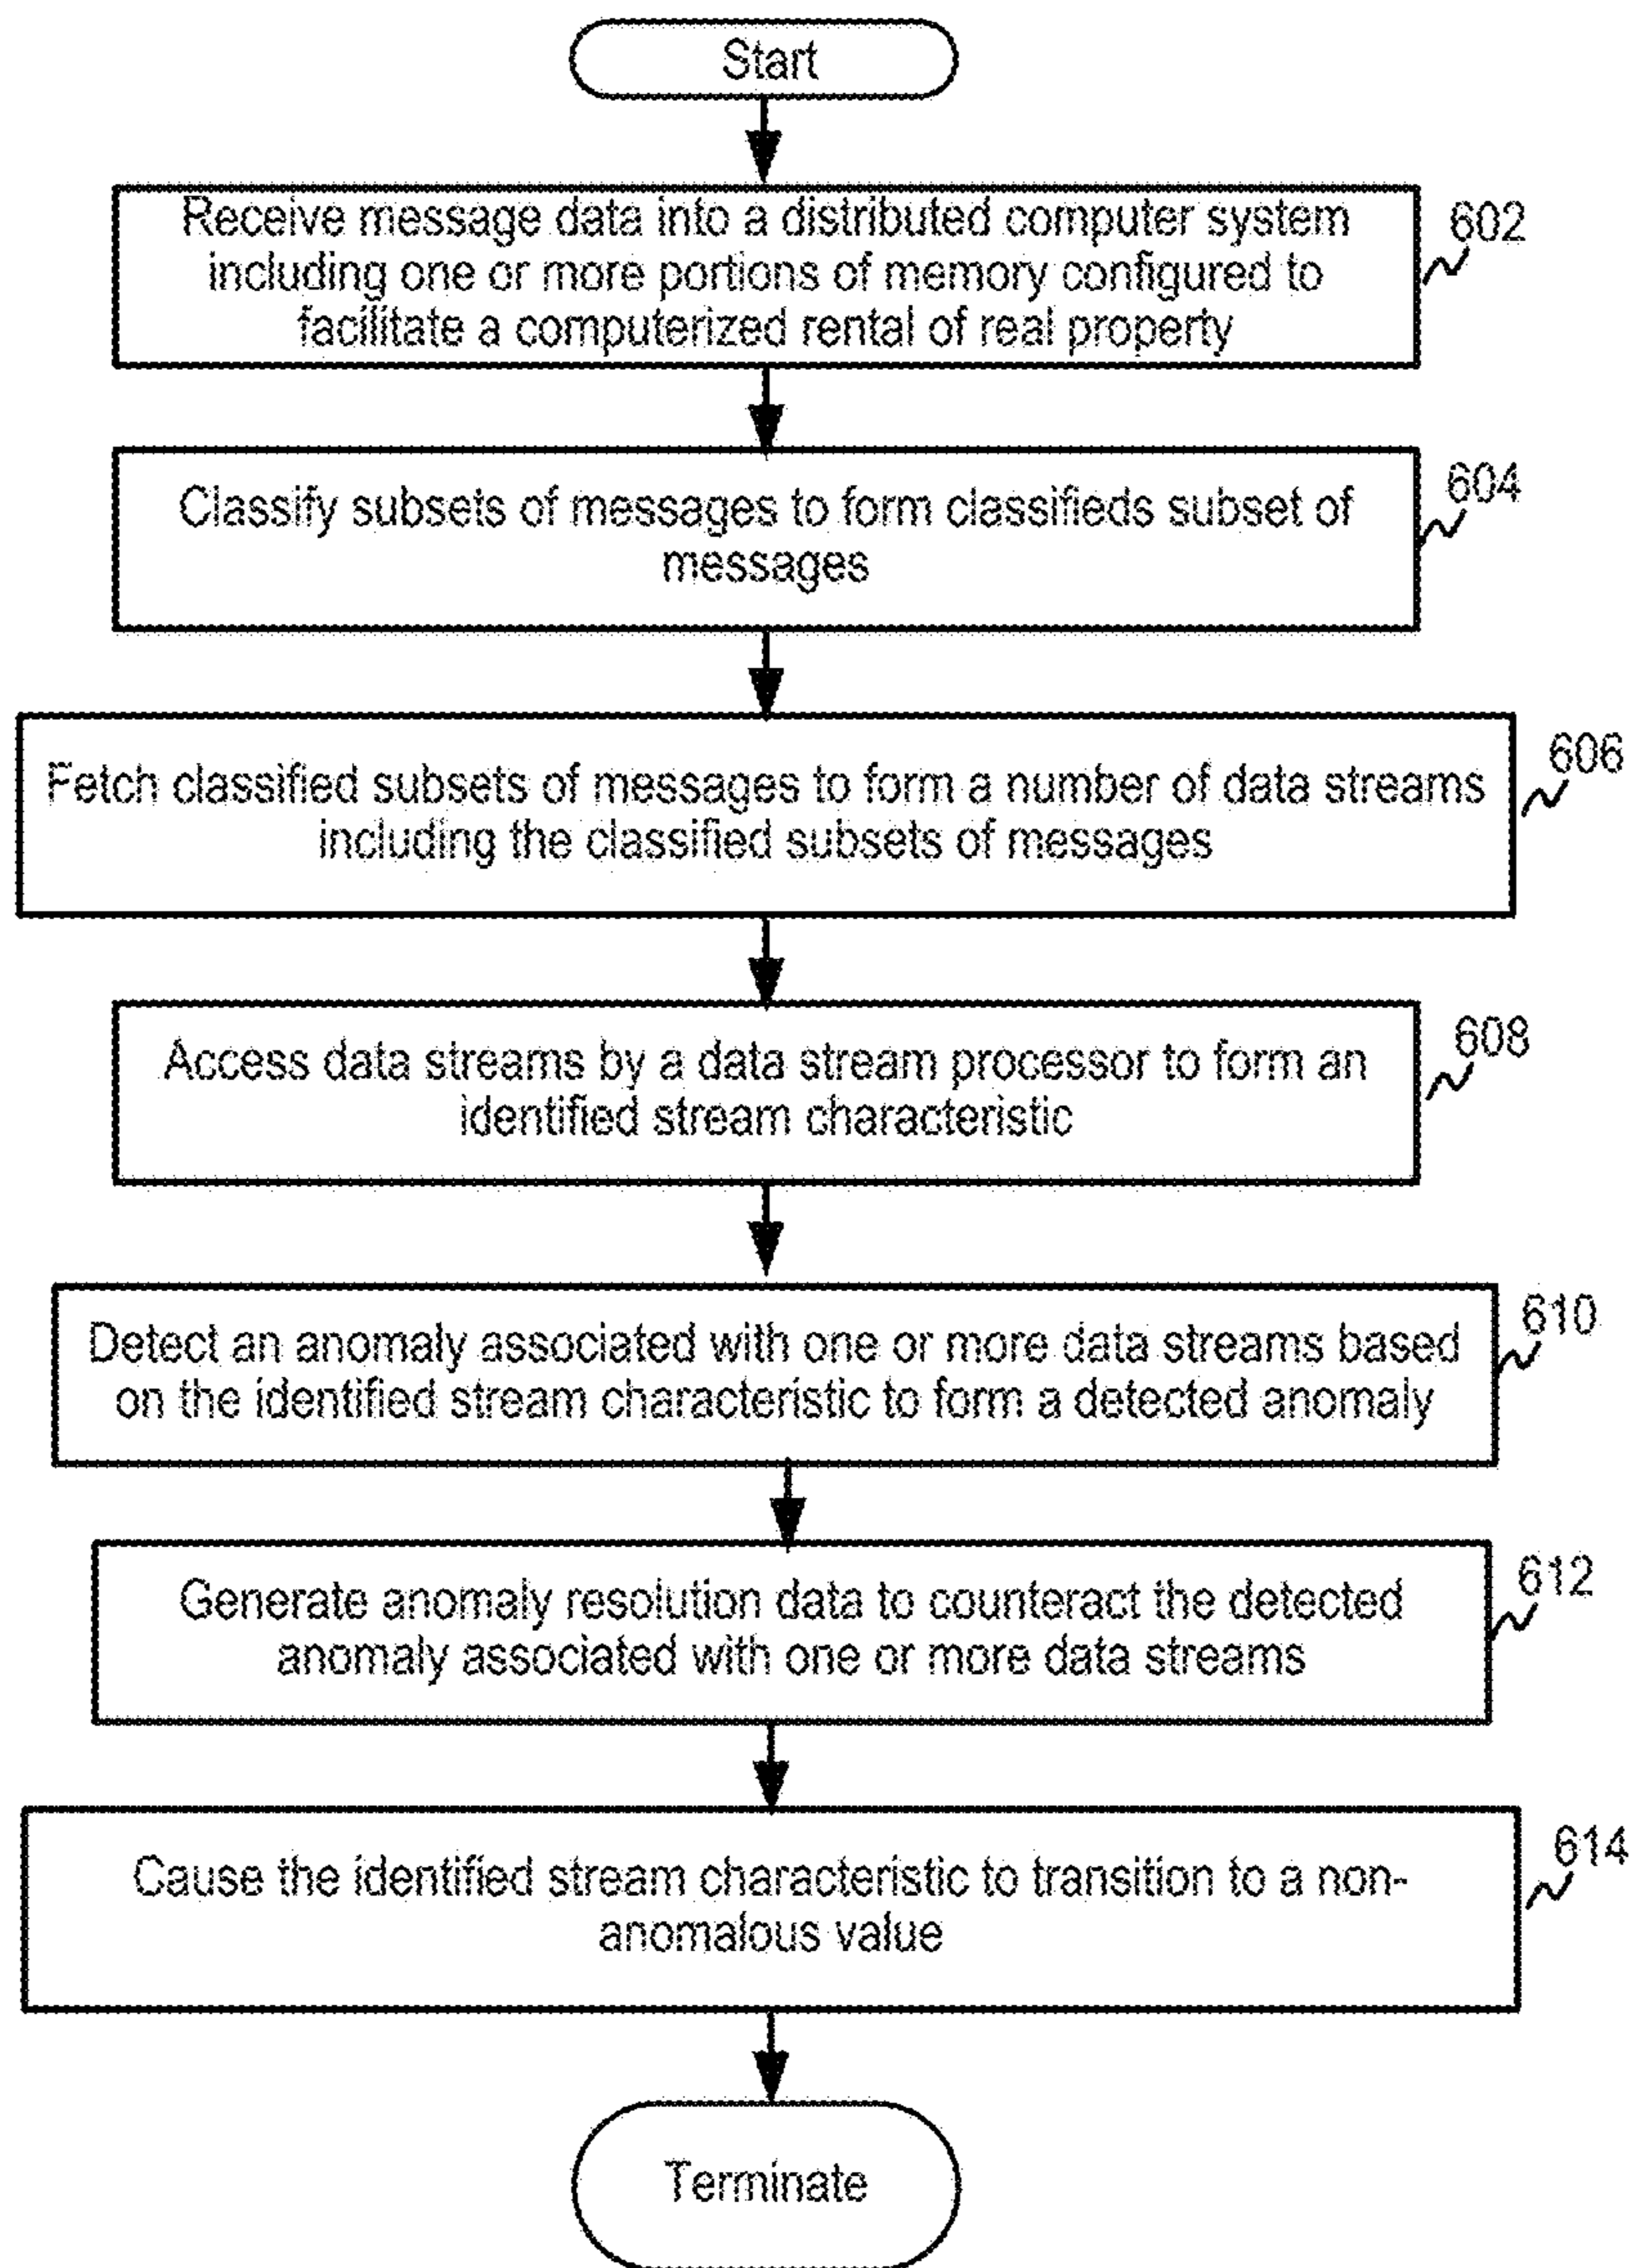 Start
Receive message data into a distributed computer system
602
including one or more portions of memory configured to
facilitate a computerized rental of real property
Classify subsets of messages to form classifieds subset of
604
messages
Fetch classified subsets of messages to form a number of data streams
606
including the classified subsets of messages
Access data streams by a data stream processor to form an
608
identified stream characteristic
Detect an anomaly associated with one or more data streams based
610
on the identified stream characteristic to form a detected anomaly
Generate anomaly resolution data to counteract the detected
612
anomaly associated with one or more data streams
Cause the identified stream characteristic to transition to a non-
614
anomalous value
Terminate